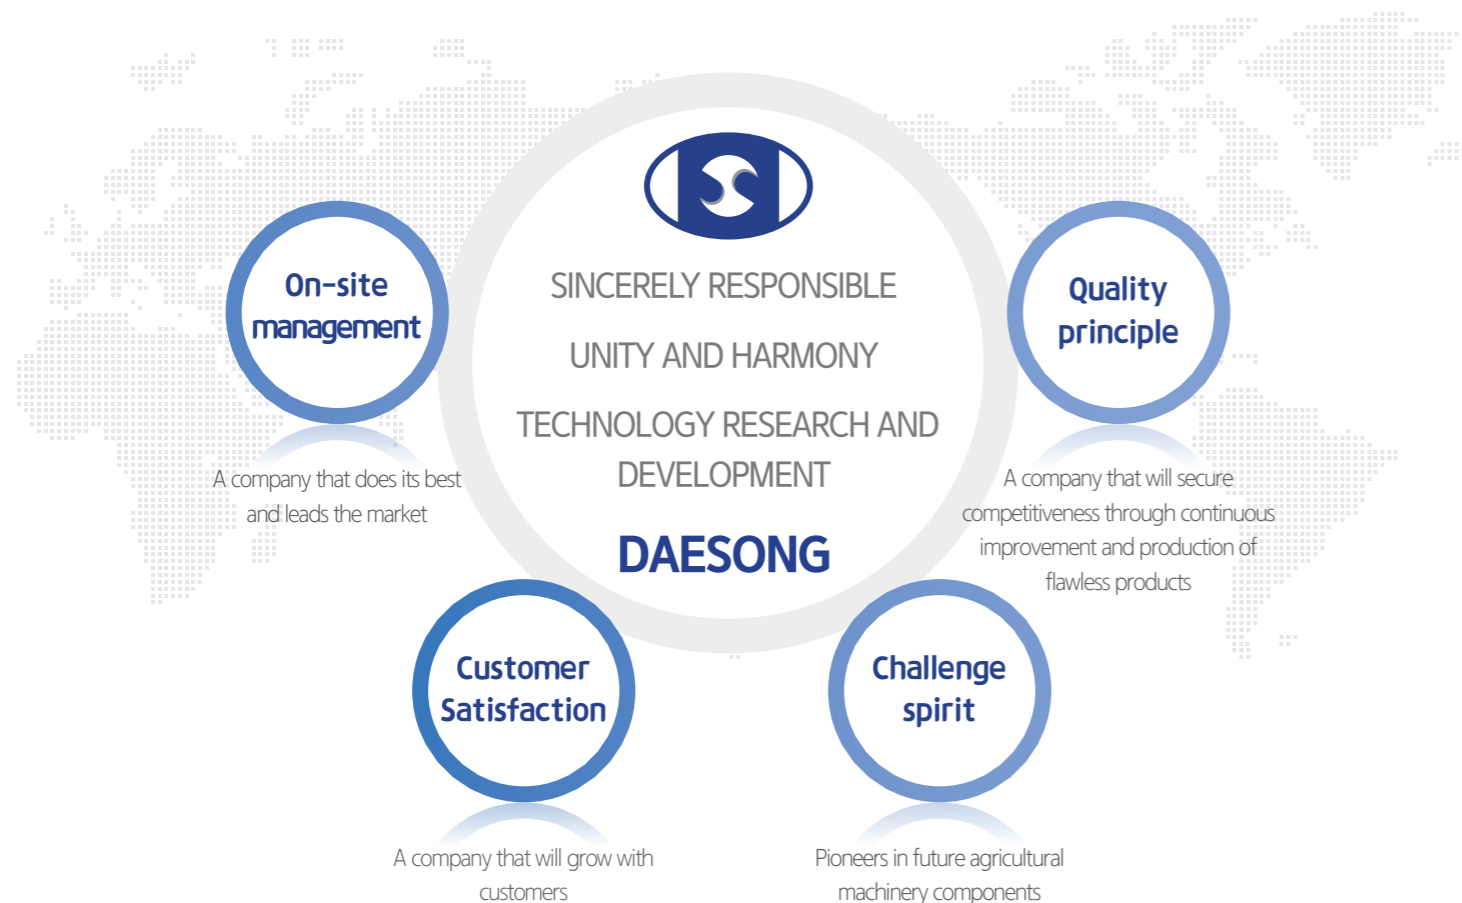 SINCERELY RESPONSIBLE
UNITY AND HARMONY
TECHNOLOGY RESEARCH AND
DEVELOPMENT
DAESONG
On-site
management
A company that does its best
and leads the market
Quality
principle
A company that will secure
competitiveness through continuous
improvement and production of
flawless products
Customer
Satisfaction
A company that will grow with
customers
Challenge
spirit
Pioneers in future agricultural
machinery components